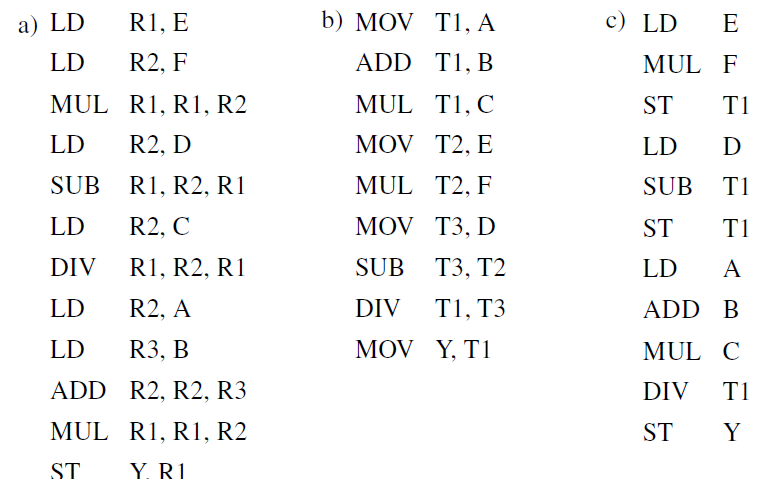 a) LD R1, E
LD R2, F
MUL R1, R1, R2
LD R2, D
SUB R1, R2, R1
LD R2, C
DIV R1, R2, R1
LD R2, A
LD R3, B
ADD R2, R2, R3
MUL R1, R1, R2
ST Y, R1
b) MOV T1, A
ADD T1, B
MUL T1, C
MOV T2, E
MUL T2, F
MOV T3, D
SUB T3, T2
DIV T1, T3
MOV Y, T1
c) LD E
MUL F
ST T1
LD D
SUB T1
ST T1
LD A
ADD B
MUL C
DIV T1
ST Y